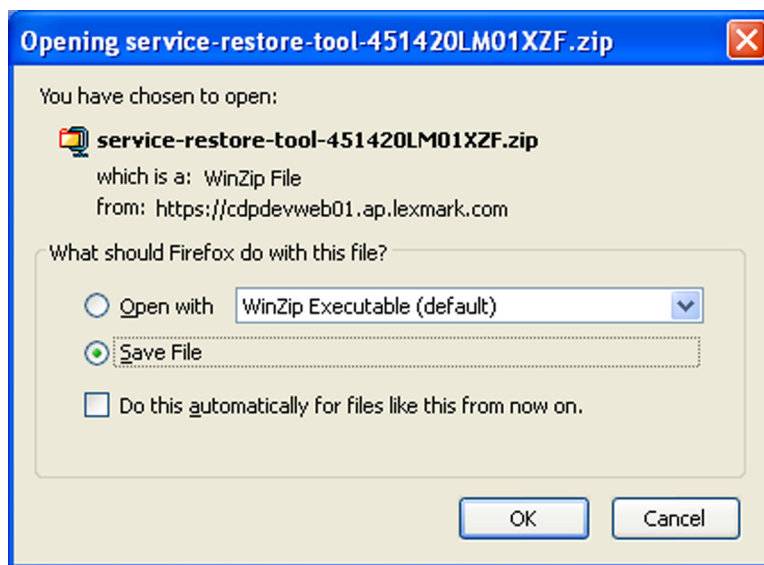 Opening service-restore-tool-451420LM01XZF.zip
You have chosen to open:
service-restore-tool-451420LM01XZF.zip
which is a: WinZip File
from: https://cdpdevweb01.ap.lexmark.com
What should Firefox do with this file?
Open with WinZip Executable (default)
Save File
Do this automatically for files like this from now on.
OK Cancel